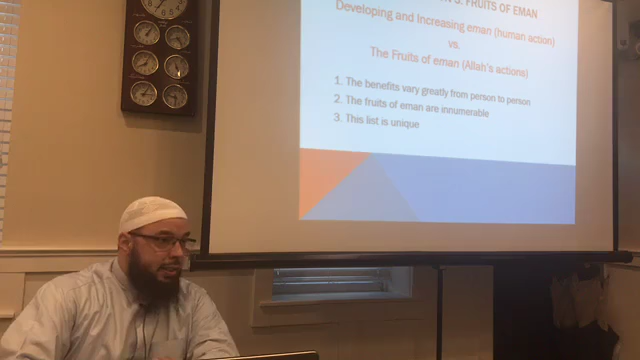 3: FRUITS OF EMAN
Developing and Increasing eman (human action)
vs.
The Fruits of eman (Allah's actions)
1. The benefits vary greatly from person to person
2. The fruits of eman are innumerable
3. This list is unique